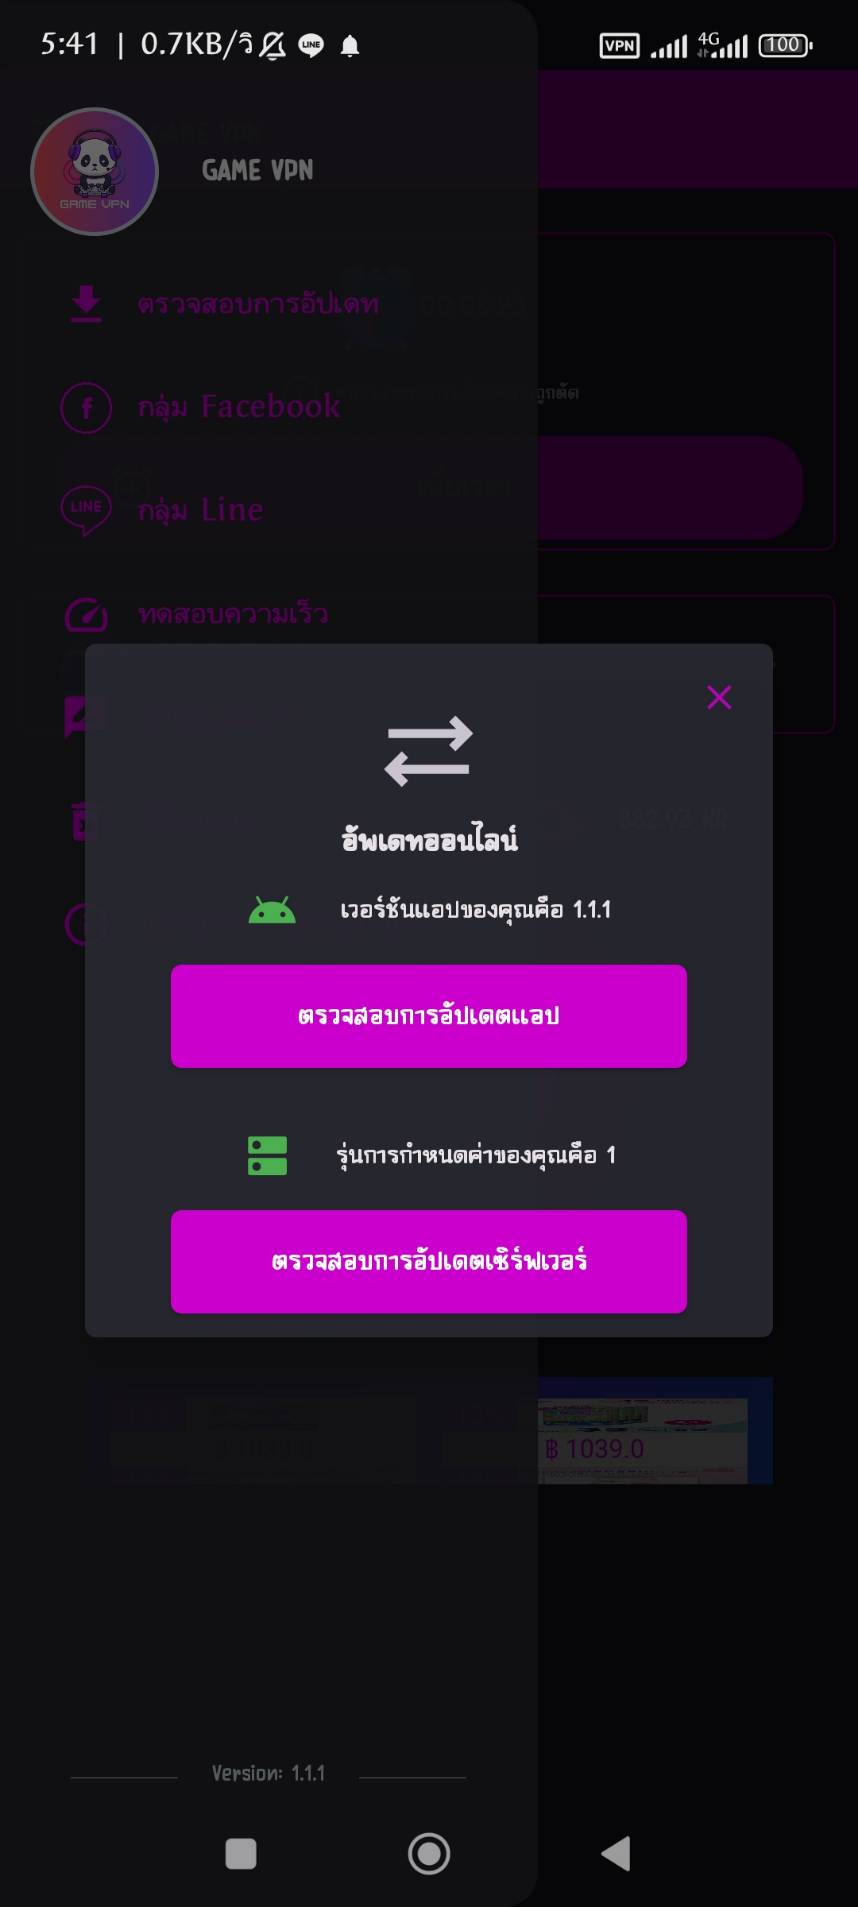 5:41 | 0.7KB/วิ LINE VPN 4G 100
GAME VPN
GAME VPN
GAME VPN
ตรวจสอบการอัปเดท
กลุ่ม Facebook
LINE กลุ่ม Line
ทดสอบความเร็ว
อัพเดทออนไลน์
เวอร์ชันแอปของคุณคือ 1.1.1
ตรวจสอบการอัปเดตแอป
รุ่นการกำหนดค่าของคุณคือ 1
ตรวจสอบการอัปเดตเซิร์ฟเวอร์
฿ 1039.0
Version: 1.1.1